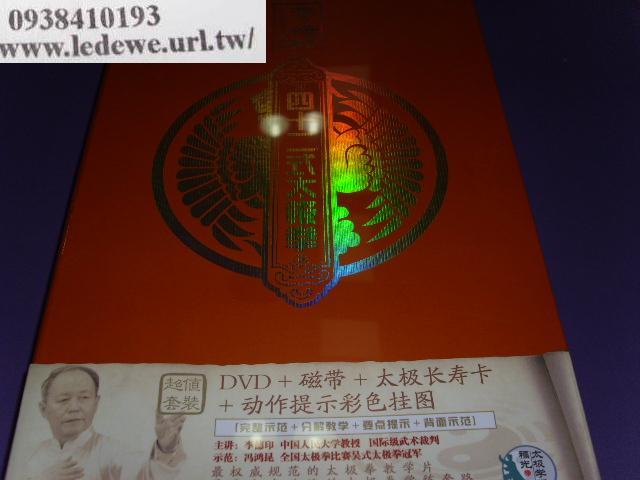 0938410193
www.ledewe.url.tw/
四十二式太极拳
超值
套装
DVD + 磁带 + 太极长寿卡
+ 动作提示彩色挂图
[完整示范+分解教学+要点提示+背面示范]
主讲: 李德印 中国人民大学教授 国际级武术裁判
示范: 冯鸿昆 全国太极拳比赛吴式太极拳冠军
最权威规范的太极拳教学片
太极学
福光